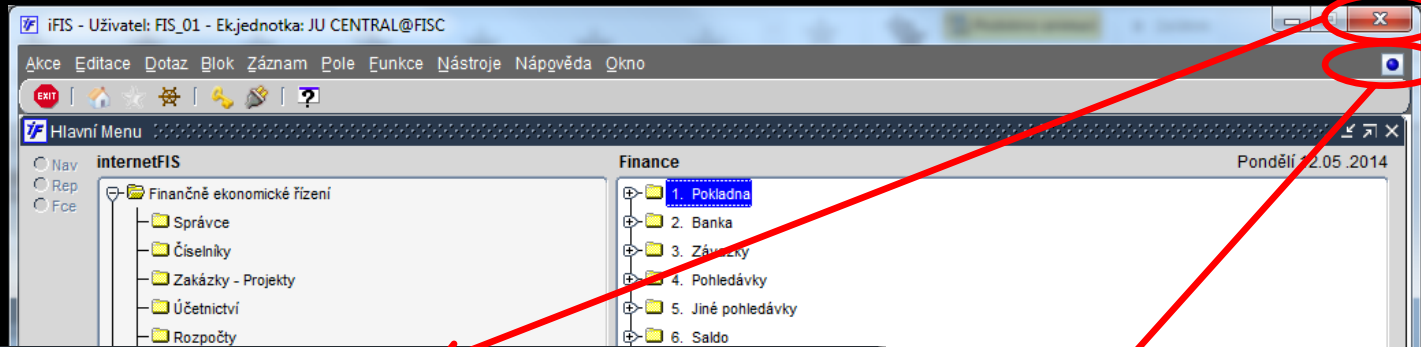 iFIS - Uživatel: FIS_01 - Ek.jednotka: JU CENTRAL@FISC
Akce Editace Dotaz Blok Záznam Pole Funkce Nástroje Nápověda Okno
EXIT
Hlavní Menu
Nav internetFIS Finance Pondělí 12.05 .2014
Rep
Fce
Finančně ekonomické řízení 1. Pokladna
Správce 2. Banka
Číselníky 3. Závazky
Zakázky - Projekty 4. Pohledávky
Účetnictví 5. Jiné pohledávky
Rozpočty 6. Saldo